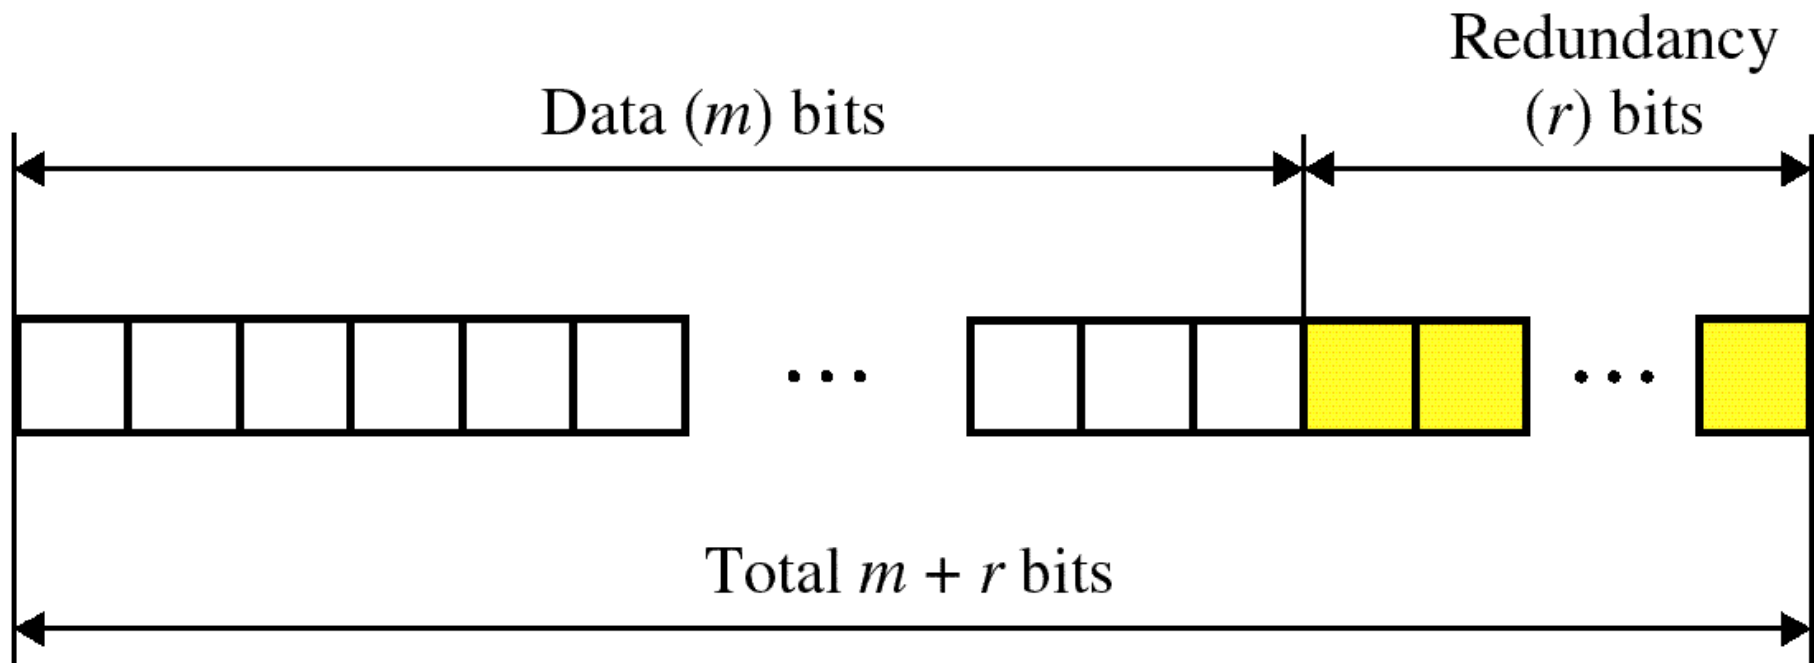 Redundancy
Data (m) bits
(r) bits
Total m + r bits